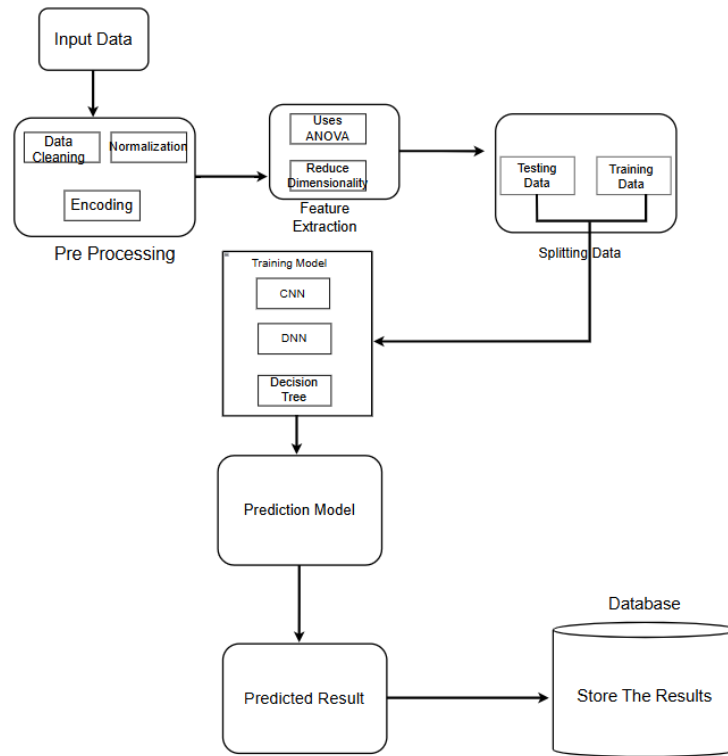 Input Data
Data
Cleaning
Normalization
Encoding
Pre Processing
Uses
ANOVA
Reduce
Dimensionality
Feature
Extraction
Testing
Data
Training
Data
Splitting Data
Training Model
CNN
DNN
Decision
Tree
Prediction Model
Predicted Result
Database
Store The Results